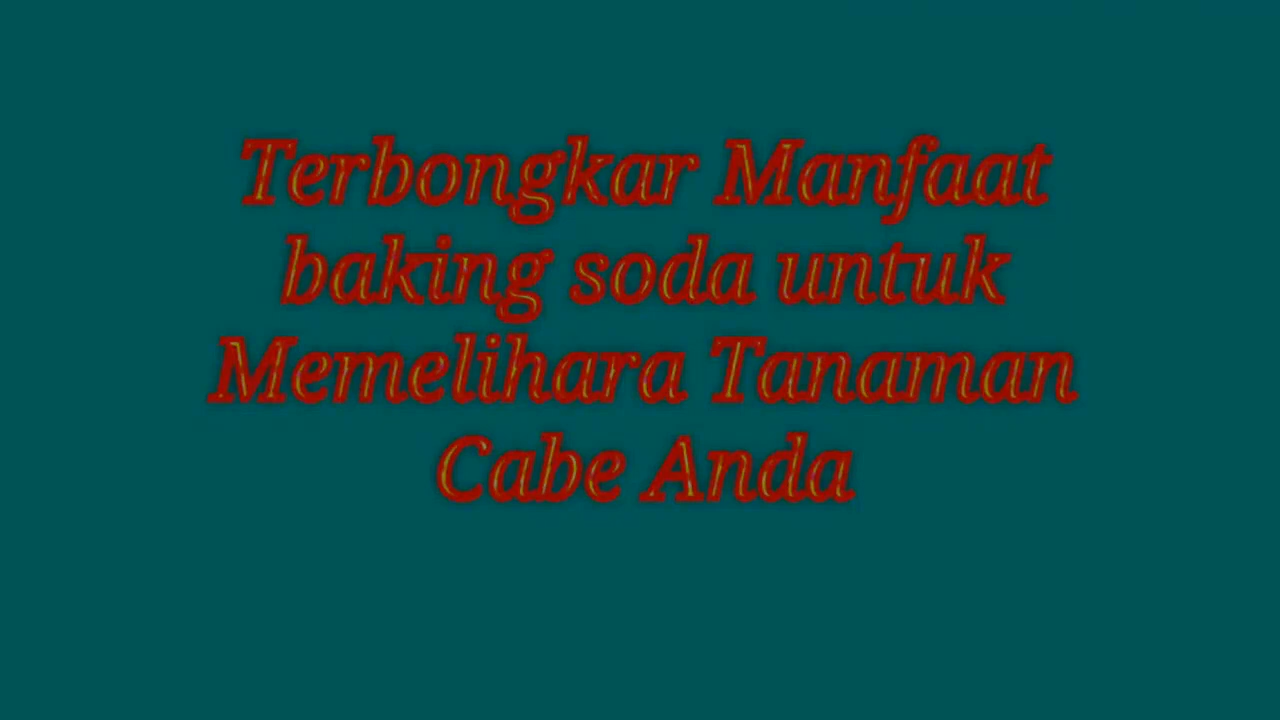 Terbongkar Manfaat
baking soda untuk
Memelihara Tanaman
Cabe Anda